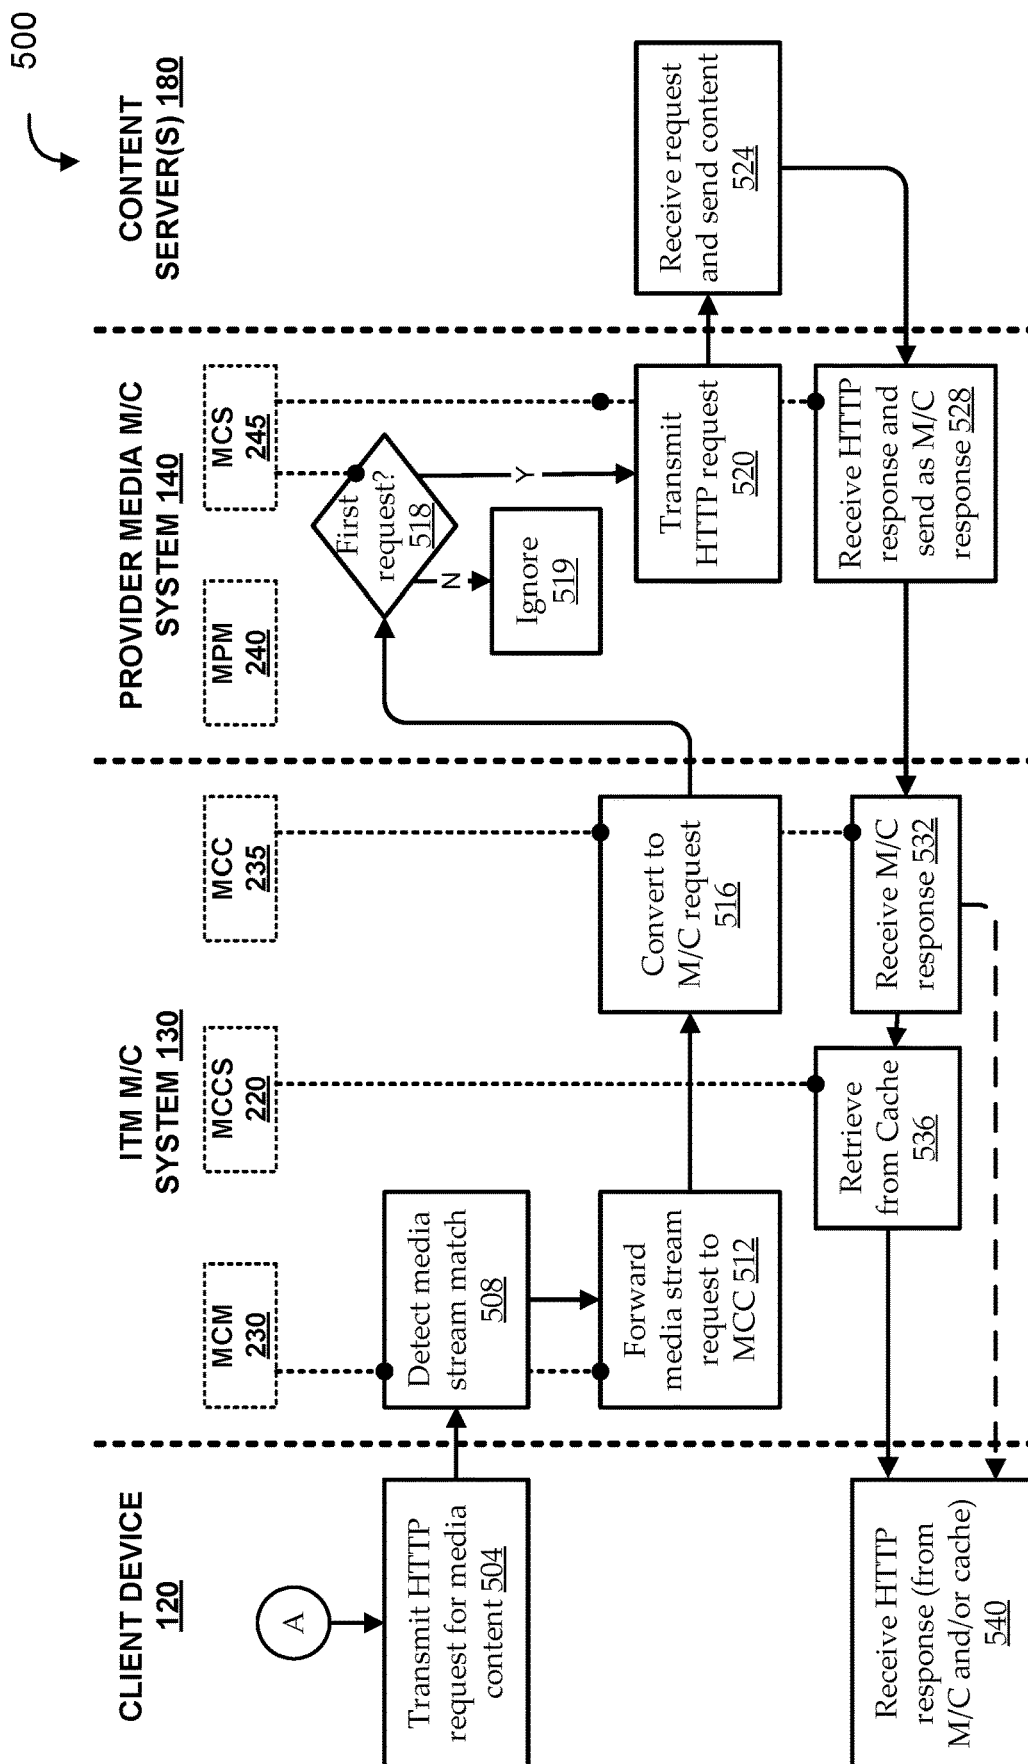 500
CLIENT DEVICE
120
ITM M/C
SYSTEM 130
PROVIDER MEDIA M/C
SYSTEM 140
CONTENT
SERVER(S) 180
MCM
230
MCCS
220
MCC
235
MPM
240
MCS
245
A
Transmit HTTP
request for media
content 504
Detect media
stream match
508
Forward
media stream
request to
MCC 512
Convert to
M/C request
516
First
request?
518
N
Y
Ignore
519
Transmit
HTTP request
520
Receive request
and send content
524
Receive HTTP
response and
send as M/C
response 528
Receive M/C
response 532
Retrieve
from Cache
536
Receive HTTP
response (from
M/C and/or cache)
540